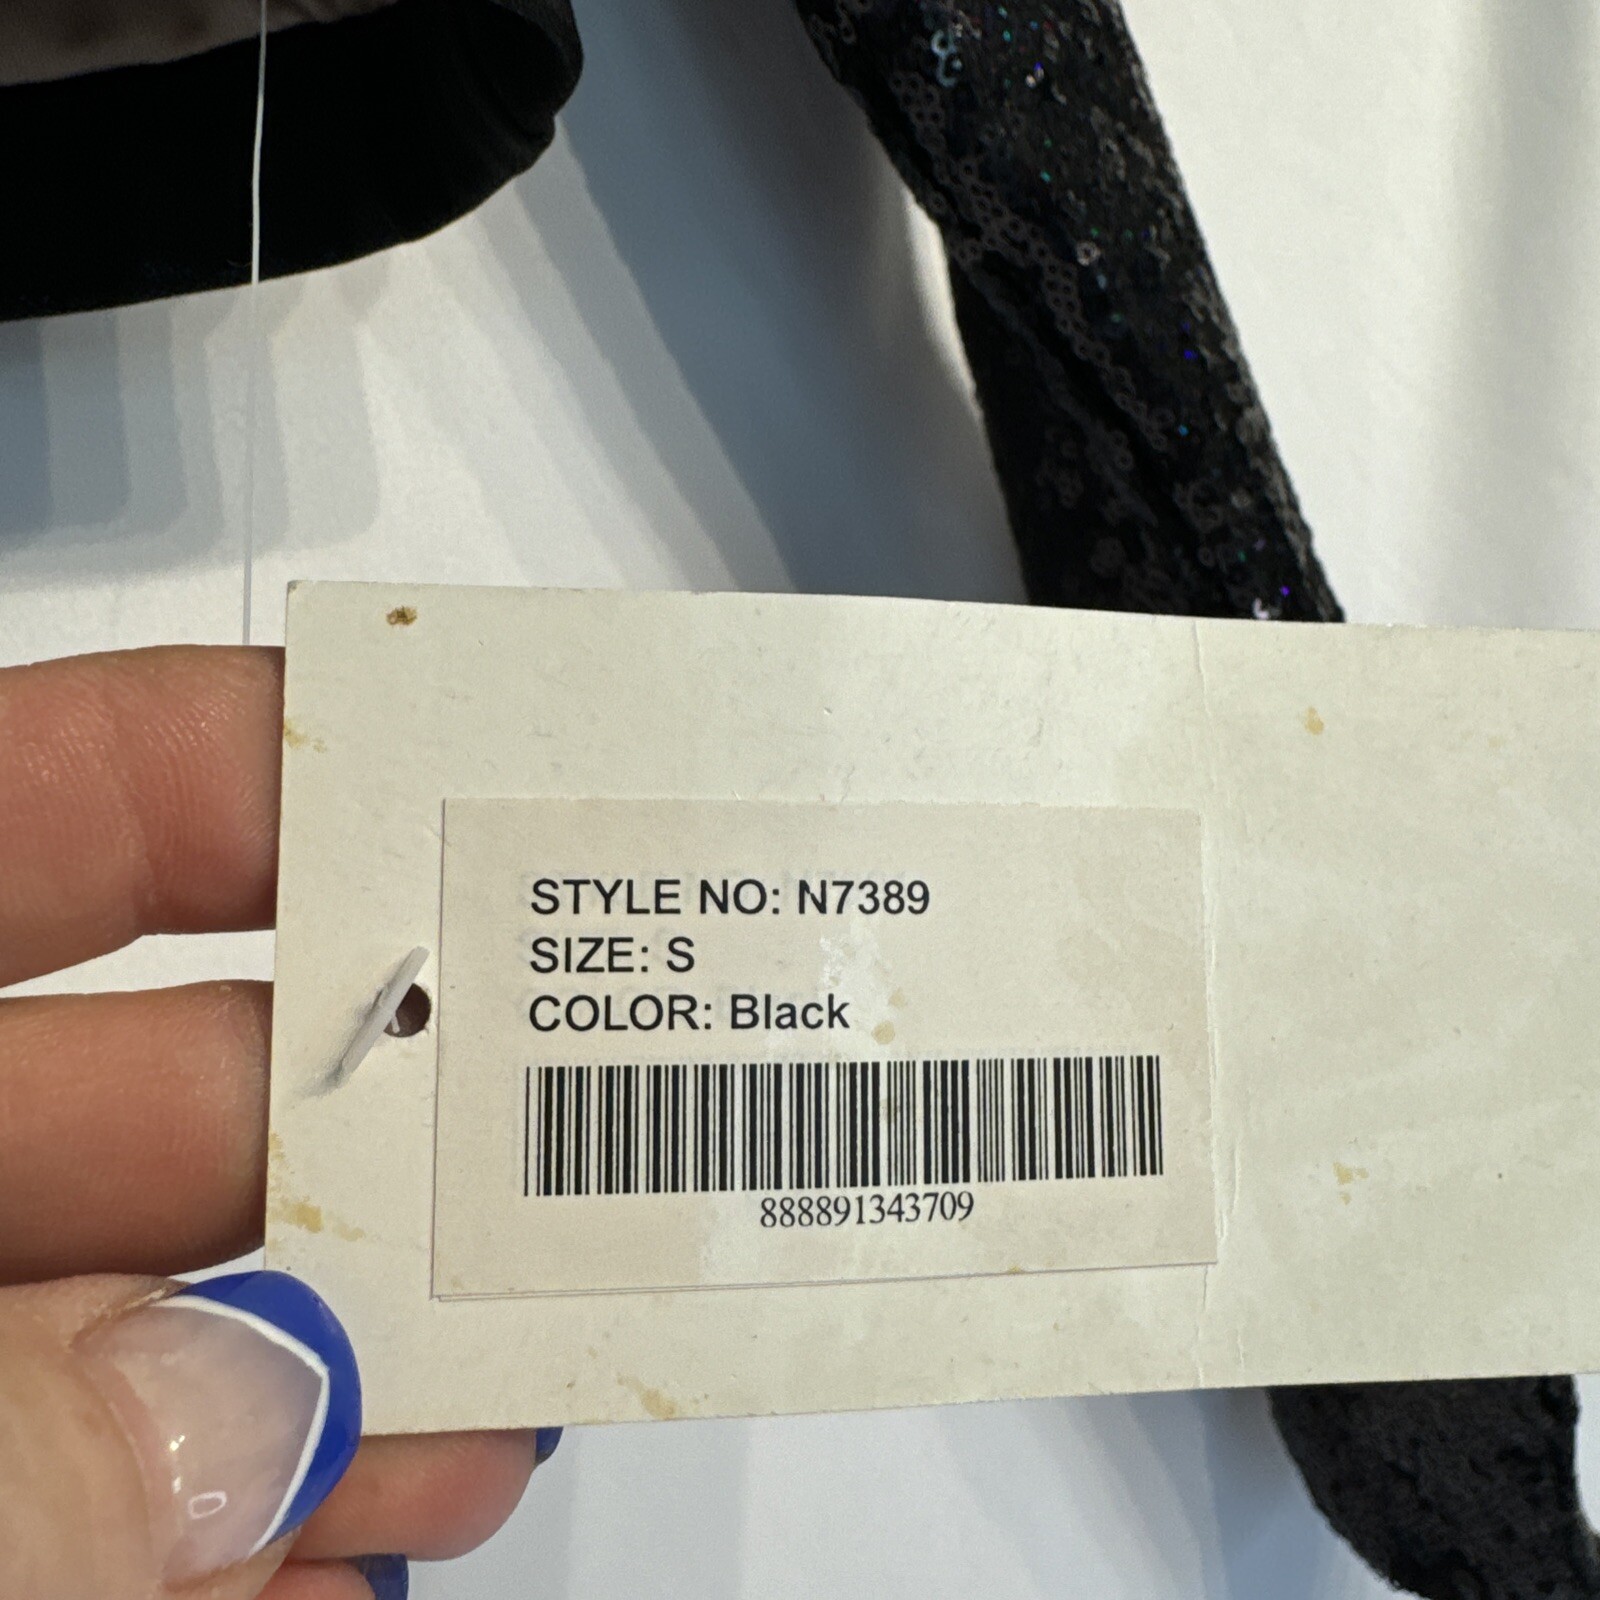 STYLE NO: N7389
SIZE: S
COLOR: Black
888891343709